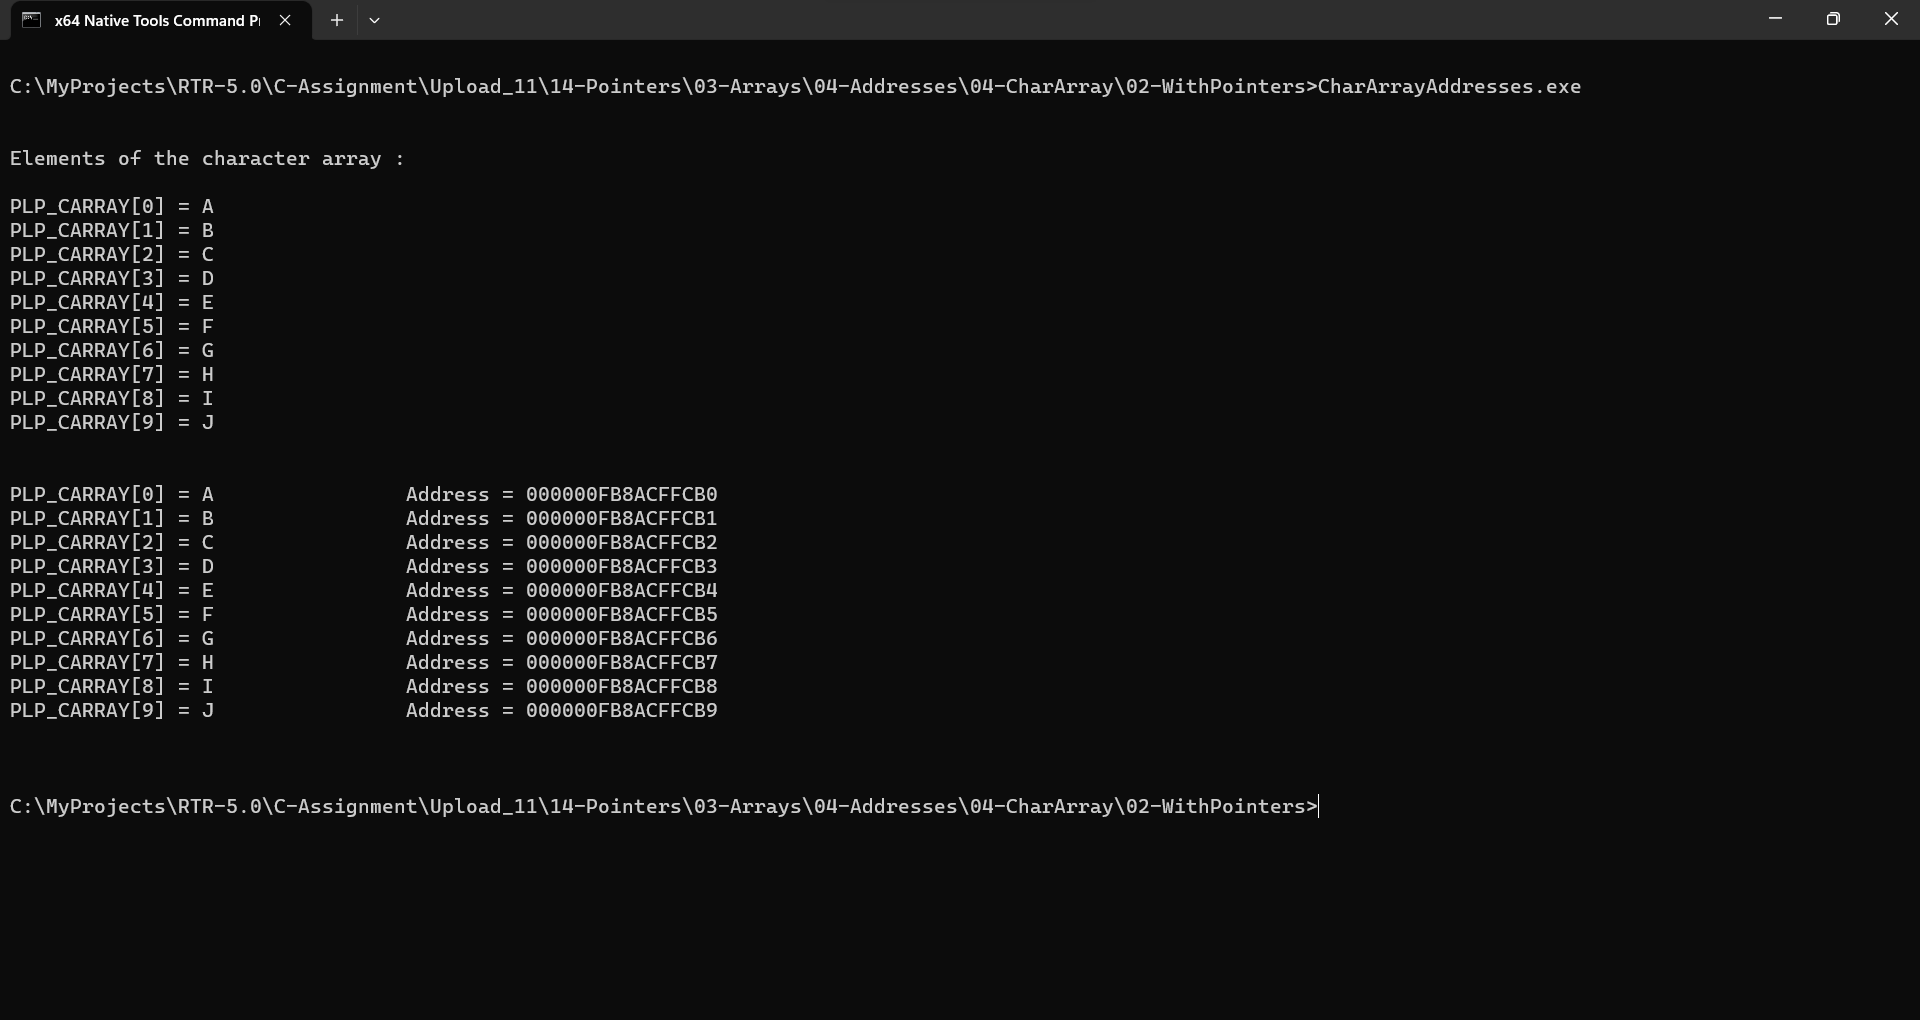 x64 Native Tools Command P
C:\MyProjects\RTR-5.0\C-Assignment\Upload_11\14-Pointers\03-Arrays\04-Addresses\04-CharArray\02-WithPointers>CharArrayAddresses.exe
Elements of the character array :
PLP_CARRAY[0] = A
PLP_CARRAY[1] = B
PLP_CARRAY[2] = C
PLP_CARRAY[3] = D
PLP_CARRAY[4] = E
PLP_CARRAY[5] = F
PLP_CARRAY[6] = G
PLP_CARRAY[7] = H
PLP_CARRAY[8] = I
PLP_CARRAY[9] = J
PLP_CARRAY[0] = A Address = 000000FB8ACFFCB0
PLP_CARRAY[1] = B Address = 000000FB8ACFFCB1
PLP_CARRAY[2] = C Address = 000000FB8ACFFCB2
PLP_CARRAY[3] = D Address = 000000FB8ACFFCB3
PLP_CARRAY[4] = E Address = 000000FB8ACFFCB4
PLP_CARRAY[5] = F Address = 000000FB8ACFFCB5
PLP_CARRAY[6] = G Address = 000000FB8ACFFCB6
PLP_CARRAY[7] = H Address = 000000FB8ACFFCB7
PLP_CARRAY[8] = I Address = 000000FB8ACFFCB8
PLP_CARRAY[9] = J Address = 000000FB8ACFFCB9
C:\MyProjects\RTR-5.0\C-Assignment\Upload_11\14-Pointers\03-Arrays\04-Addresses\04-CharArray\02-WithPointers>